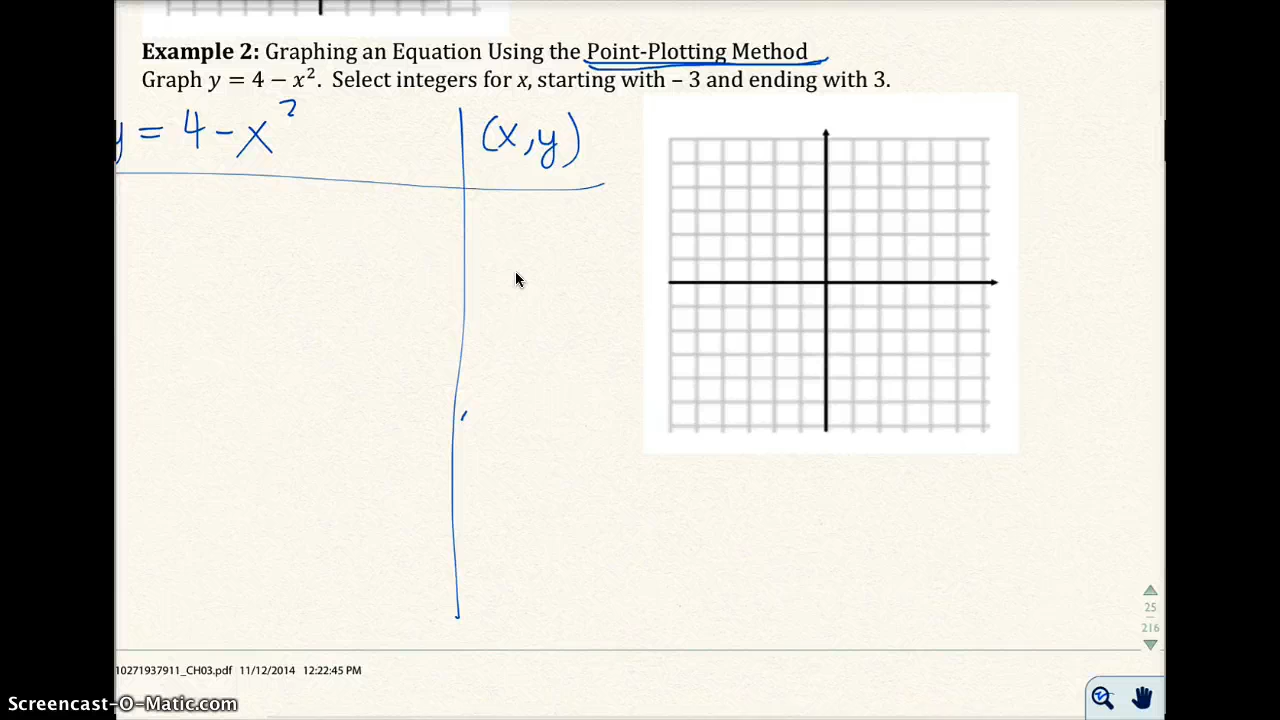 Example 2: Graphing an Equation Using the Point-Plotting Method
Graph y = 4 − x². Select integers for x, starting with – 3 and ending with 3.
y = 4 - x² (x, y)
25
216
10271937911_CH03.pdf 11/12/2014 12:22:45 PM
Screencast-O-Matic.com